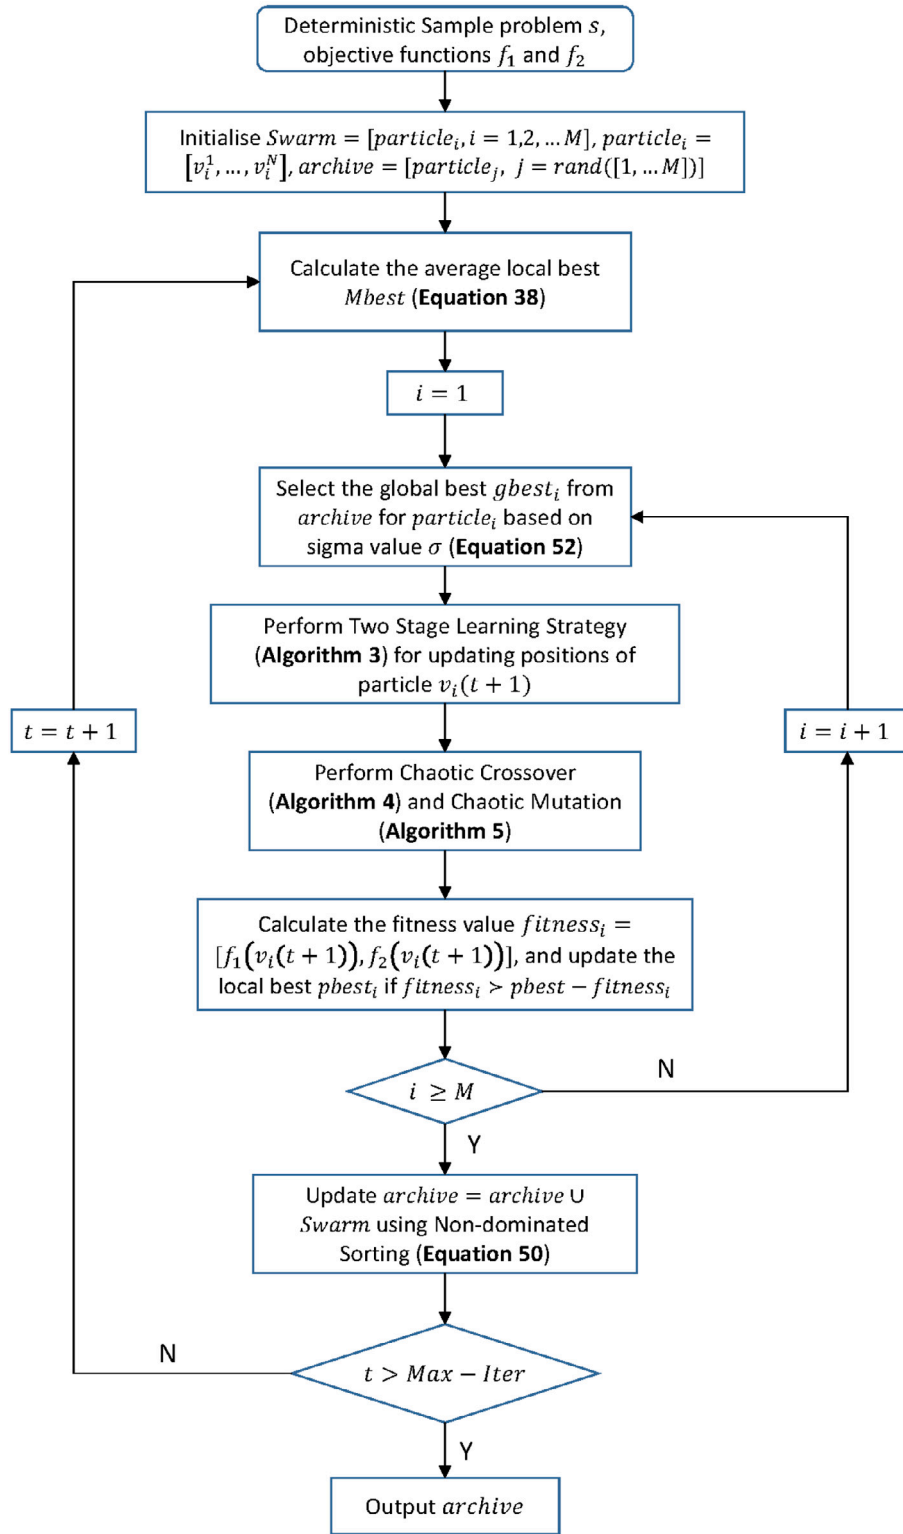 Deterministic Sample problem s,
objective functions f₁ and f₂
Initialise Swarm = [particleᵢ, i = 1,2, … M], particleᵢ =
[vᵢ¹, …, vᵢᴺ], archive = [particleⱼ, j = rand([1, … M])]
Calculate the average local best
Mbest (Equation 38)
i = 1
Select the global best gbestᵢ from
archive for particleᵢ based on
sigma value σ (Equation 52)
Perform Two Stage Learning Strategy
(Algorithm 3) for updating positions of
particle vᵢ(t + 1)
t = t + 1
i = i + 1
Perform Chaotic Crossover
(Algorithm 4) and Chaotic Mutation
(Algorithm 5)
Calculate the fitness value fitnessᵢ =
[f₁(vᵢ(t + 1)), f₂(vᵢ(t + 1))], and update the
local best pbestᵢ if fitnessᵢ ≻ pbest − fitnessᵢ
i ≥ M
N
Y
Update archive = archive ∪
Swarm using Non-dominated
Sorting (Equation 50)
N
t > Max − Iter
Y
Output archive